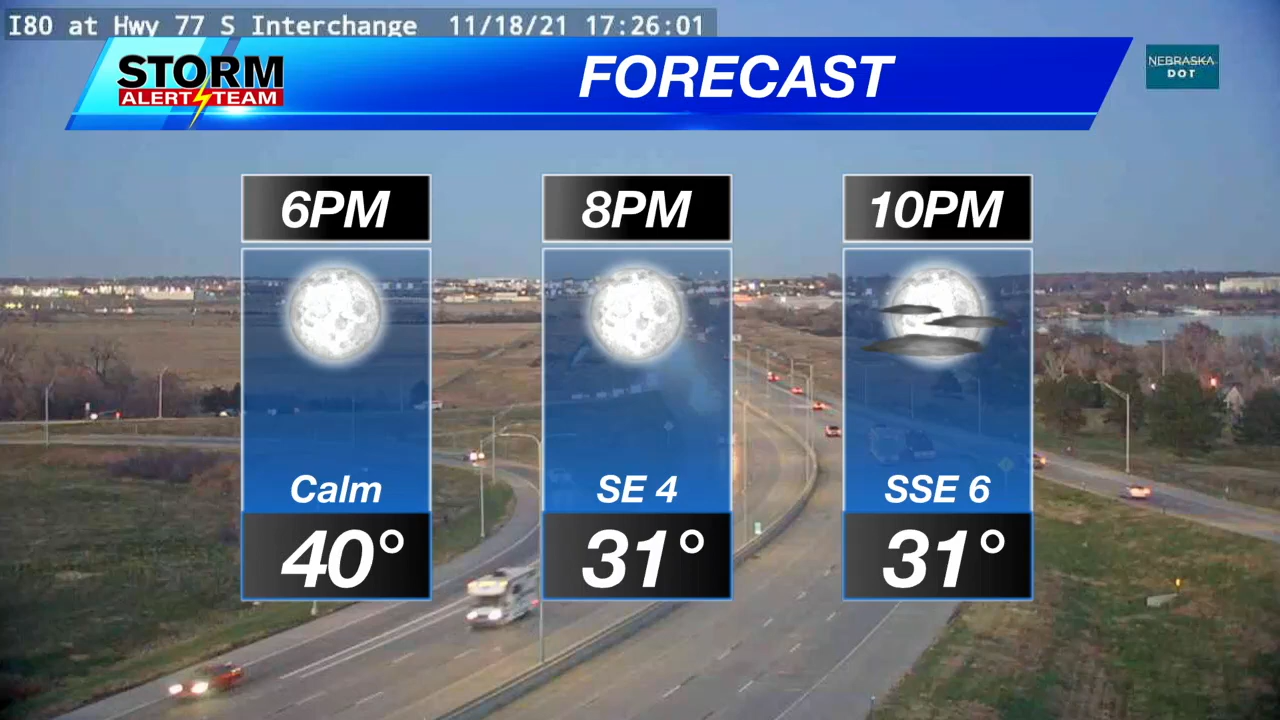 I80 at Hwy 77 S Interchange 11/18/21 17:26:01
STORM
ALERT TEAM
FORECAST
NEBRASKA
DOT
6PM
8PM
10PM
Calm
SE 4
SSE 6
40°
31°
31°